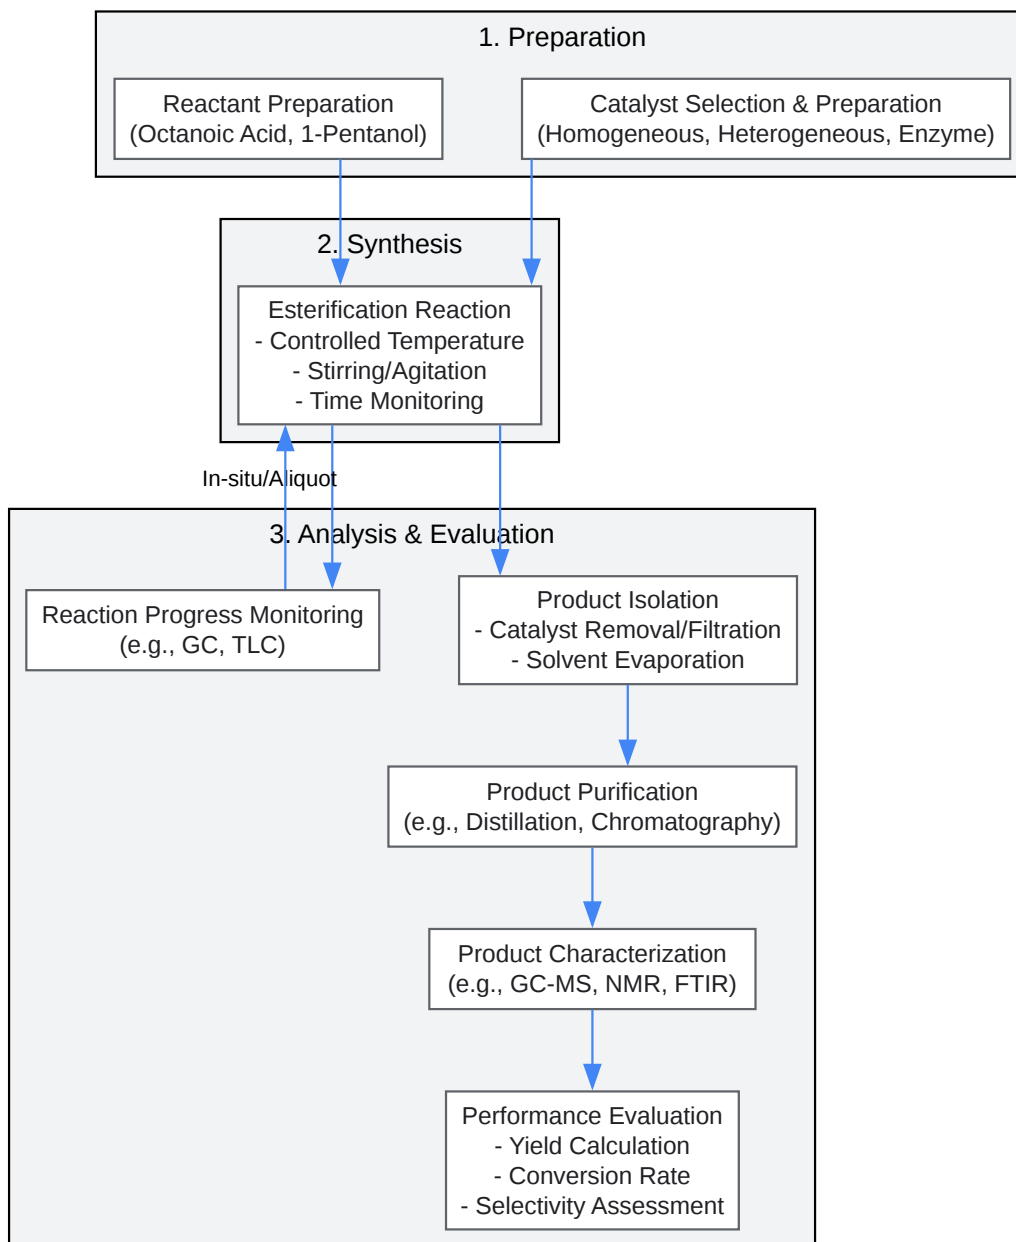 1. Preparation
Reactant Preparation
(Octanoic Acid, 1-Pentanol)
Catalyst Selection & Preparation
(Homogeneous, Heterogeneous, Enzyme)
2. Synthesis
Esterification Reaction
- Controlled Temperature
- Stirring/Agitation
- Time Monitoring
In-situ/Aliquot
3. Analysis & Evaluation
Reaction Progress Monitoring
(e.g., GC, TLC)
Product Isolation
- Catalyst Removal/Filtration
- Solvent Evaporation
Product Purification
(e.g., Distillation, Chromatography)
Product Characterization
(e.g., GC-MS, NMR, FTIR)
Performance Evaluation
- Yield Calculation
- Conversion Rate
- Selectivity Assessment